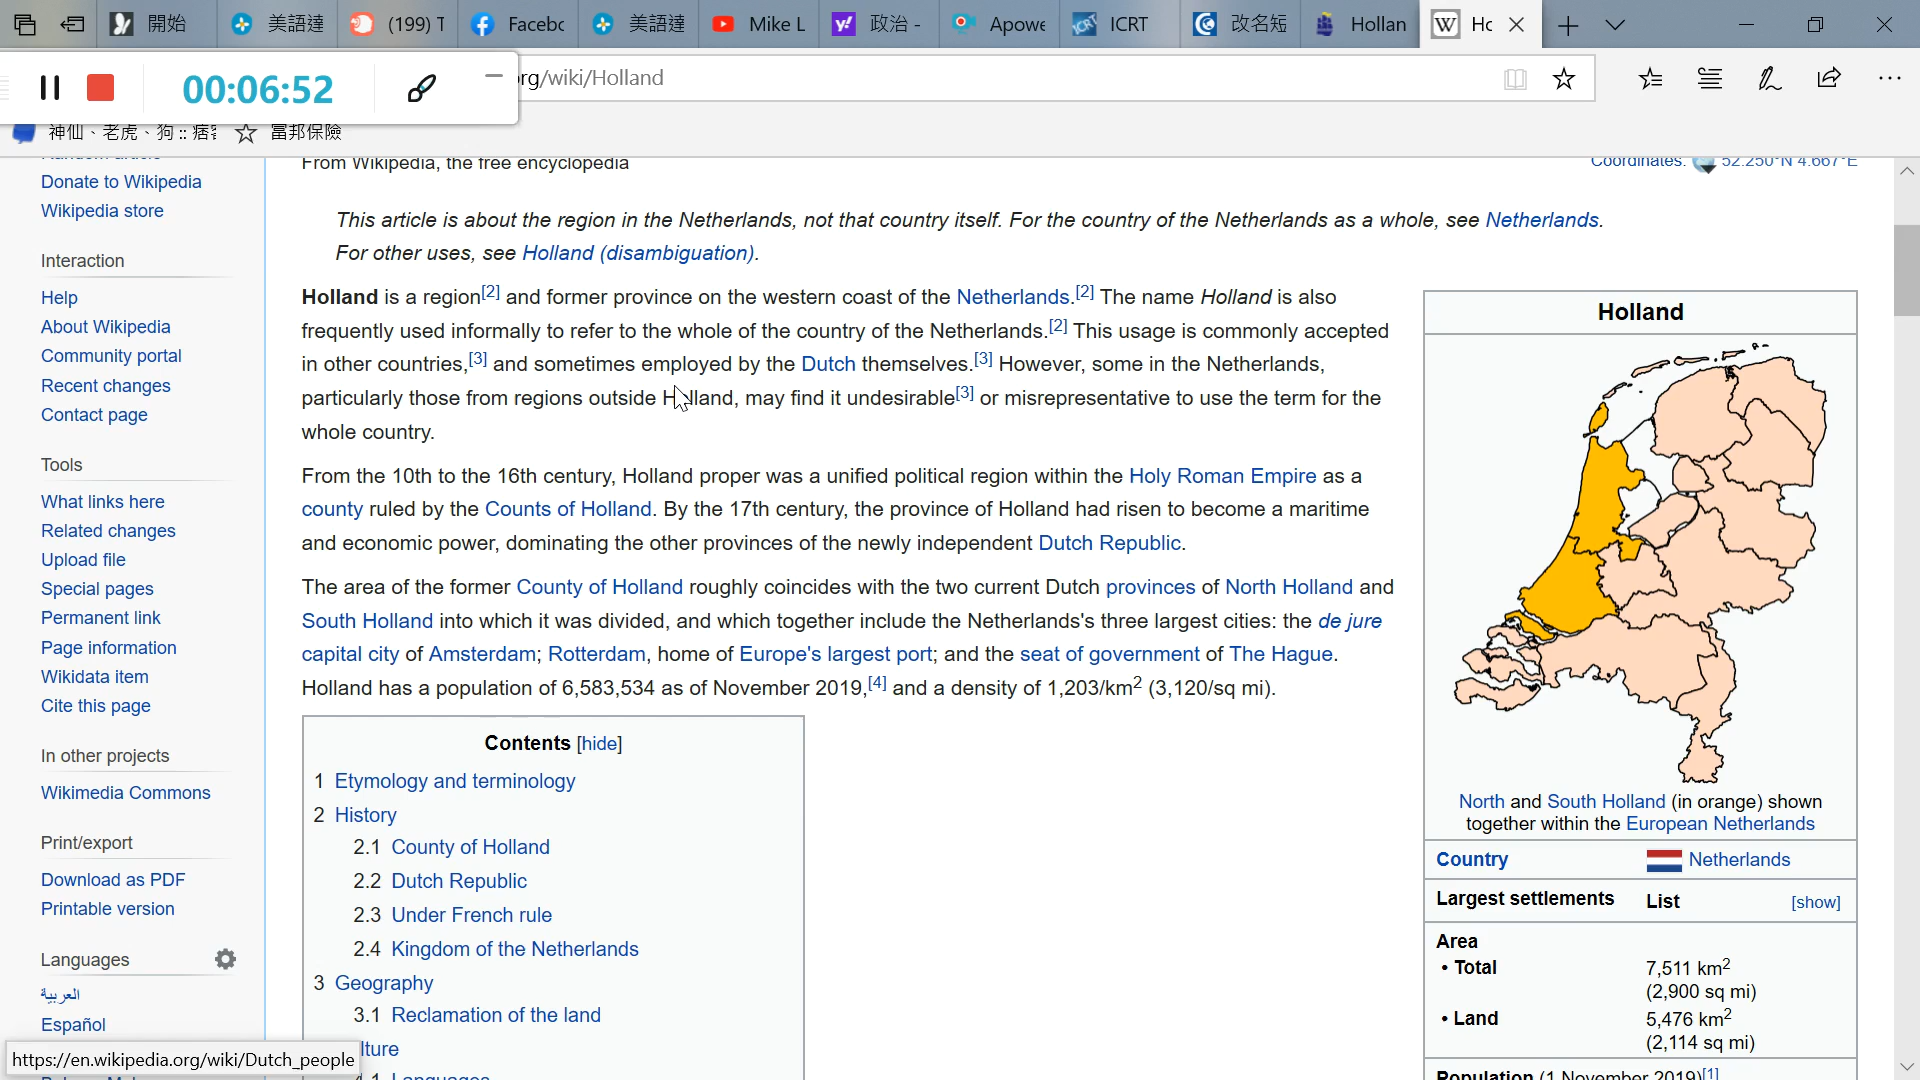 開始
美語達
(199) T
Facebc
美語達
Mike L
政治 -
Apowe
ICRT
改名短
Hollan
Hc
00:06:52
org/wiki/Holland
神仙、老虎、狗 :: 痞客
富邦保險
From Wikipedia, the free encyclopedia
Coordinates: 52.250°N 4.667°E
Donate to Wikipedia
Wikipedia store
Interaction
Help
About Wikipedia
Community portal
Recent changes
Contact page
Tools
What links here
Related changes
Upload file
Special pages
Permanent link
Page information
Wikidata item
Cite this page
In other projects
Wikimedia Commons
Print/export
Download as PDF
Printable version
Languages
العربية
Español
https://en.wikipedia.org/wiki/Dutch_people
This article is about the region in the Netherlands, not that country itself. For the country of the Netherlands as a whole, see Netherlands.
For other uses, see Holland (disambiguation).
Holland is a region[2] and former province on the western coast of the Netherlands.[2] The name Holland is also
frequently used informally to refer to the whole of the country of the Netherlands.[2] This usage is commonly accepted
in other countries,[3] and sometimes employed by the Dutch themselves.[3] However, some in the Netherlands,
particularly those from regions outside Holland, may find it undesirable[3] or misrepresentative to use the term for the
whole country.
From the 10th to the 16th century, Holland proper was a unified political region within the Holy Roman Empire as a
county ruled by the Counts of Holland. By the 17th century, the province of Holland had risen to become a maritime
and economic power, dominating the other provinces of the newly independent Dutch Republic.
The area of the former County of Holland roughly coincides with the two current Dutch provinces of North Holland and
South Holland into which it was divided, and which together include the Netherlands's three largest cities: the de jure
capital city of Amsterdam; Rotterdam, home of Europe's largest port; and the seat of government of The Hague.
Holland has a population of 6,583,534 as of November 2019,[4] and a density of 1,203/km2 (3,120/sq mi).
Contents [hide]
1 Etymology and terminology
2 History
2.1 County of Holland
2.2 Dutch Republic
2.3 Under French rule
2.4 Kingdom of the Netherlands
3 Geography
3.1 Reclamation of the land
lture
4.1 Languages
Holland
North and South Holland (in orange) shown
together within the European Netherlands
Country Netherlands
Largest settlements List [show]
Area
• Total 7,511 km2
(2,900 sq mi)
• Land 5,476 km2
(2,114 sq mi)
Population (1 November 2019)[1]